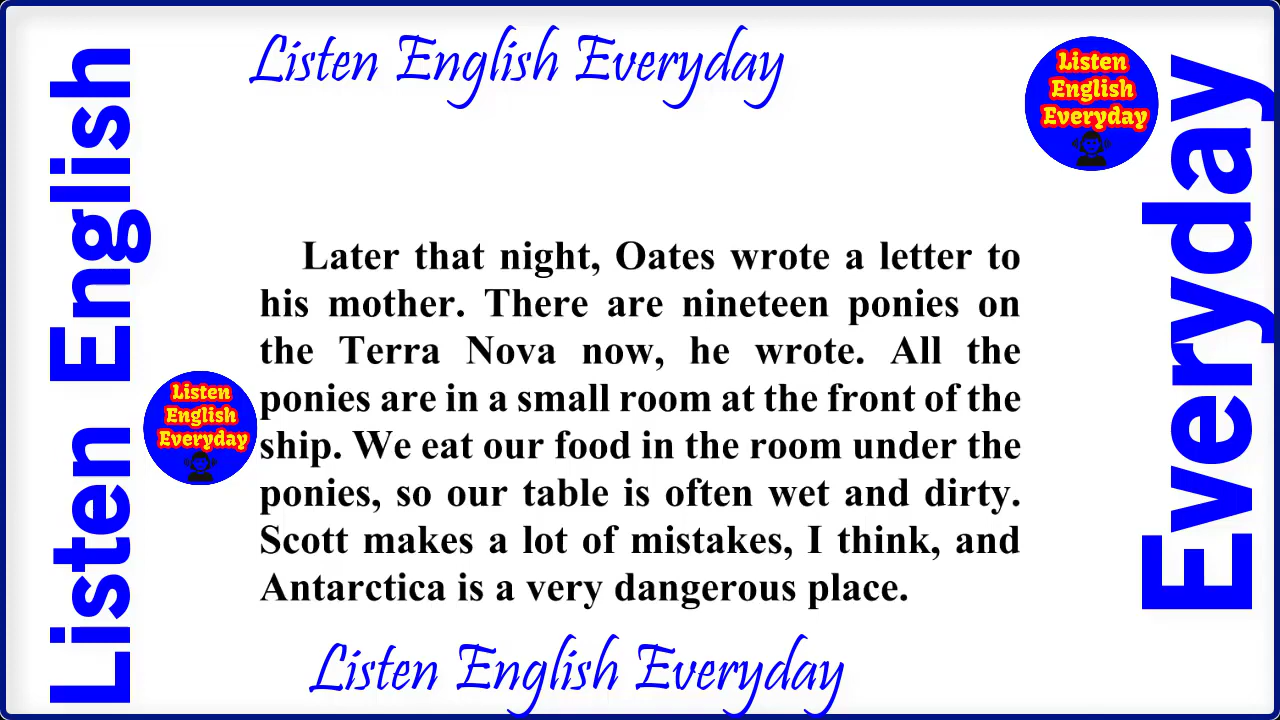 Listen English Everyday
Listen
English
Everyday
Listen English
Everyday
Later that night, Oates wrote a letter to
his mother. There are nineteen ponies on
the Terra Nova now, he wrote. All the
ponies are in a small room at the front of the
ship. We eat our food in the room under the
ponies, so our table is often wet and dirty.
Scott makes a lot of mistakes, I think, and
Antarctica is a very dangerous place.
Listen
English
Everyday
Listen English Everyday